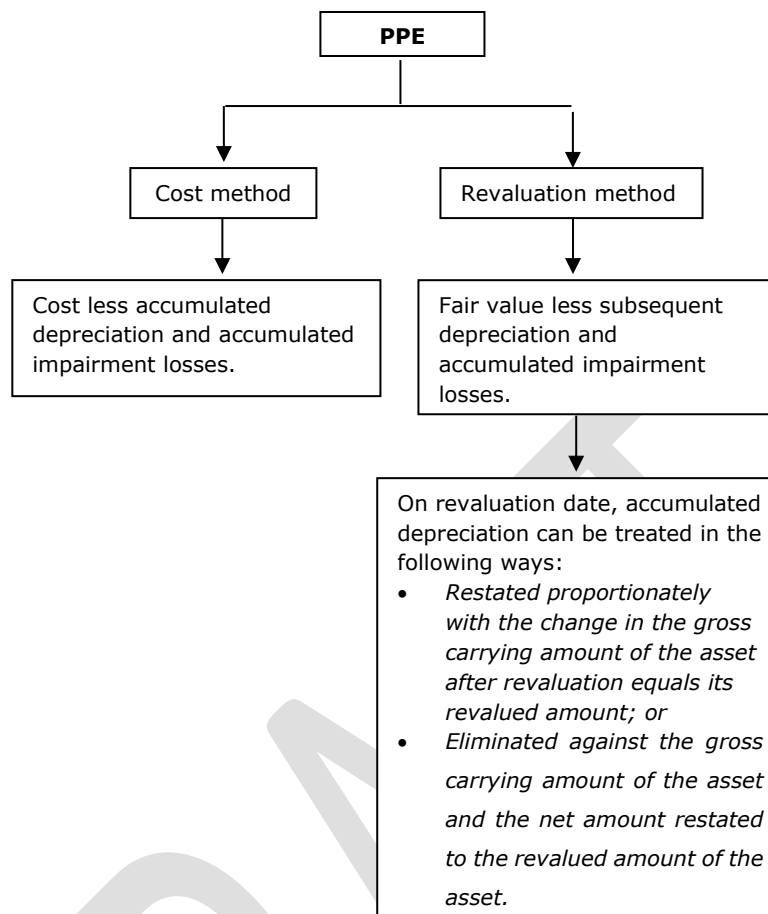 PPE
Cost method
Revaluation method
Cost less accumulated
depreciation and accumulated
impairment losses.
Fair value less subsequent
depreciation and
accumulated impairment
losses.
On revaluation date, accumulated
depreciation can be treated in the
following ways:
• Restated proportionately
with the change in the gross
carrying amount of the asset
after revaluation equals its
revalued amount; or
• Eliminated against the gross
carrying amount of the asset
and the net amount restated
to the revalued amount of the
asset.